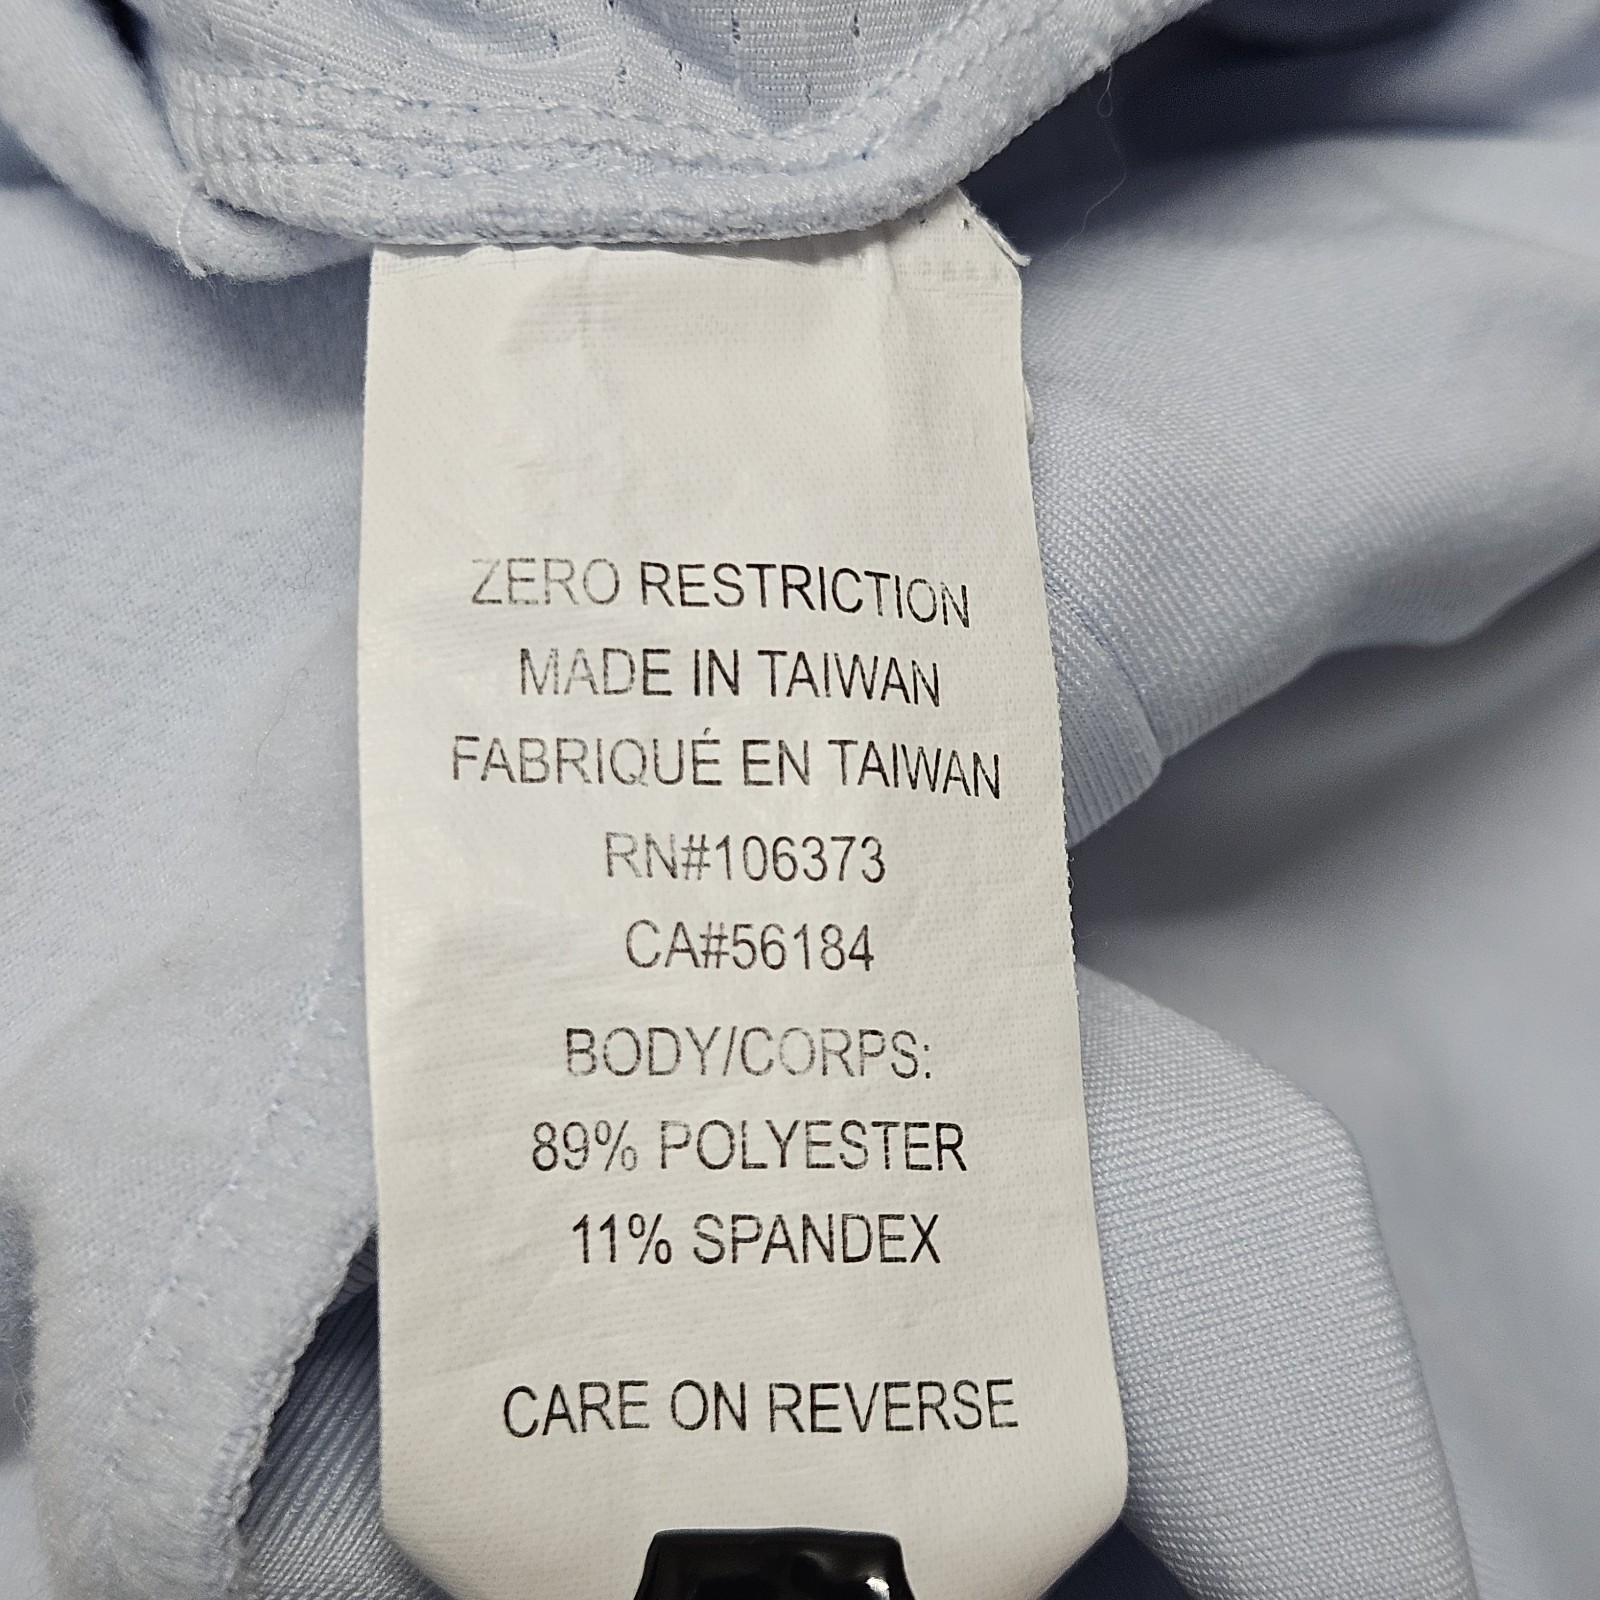 ZERO RESTRICTION
MADE IN TAIWAN
FABRIQUÉ EN TAIWAN
RN#106373
CA#56184
BODY/CORPS:
89% POLYESTER
11% SPANDEX
CARE ON REVERSE